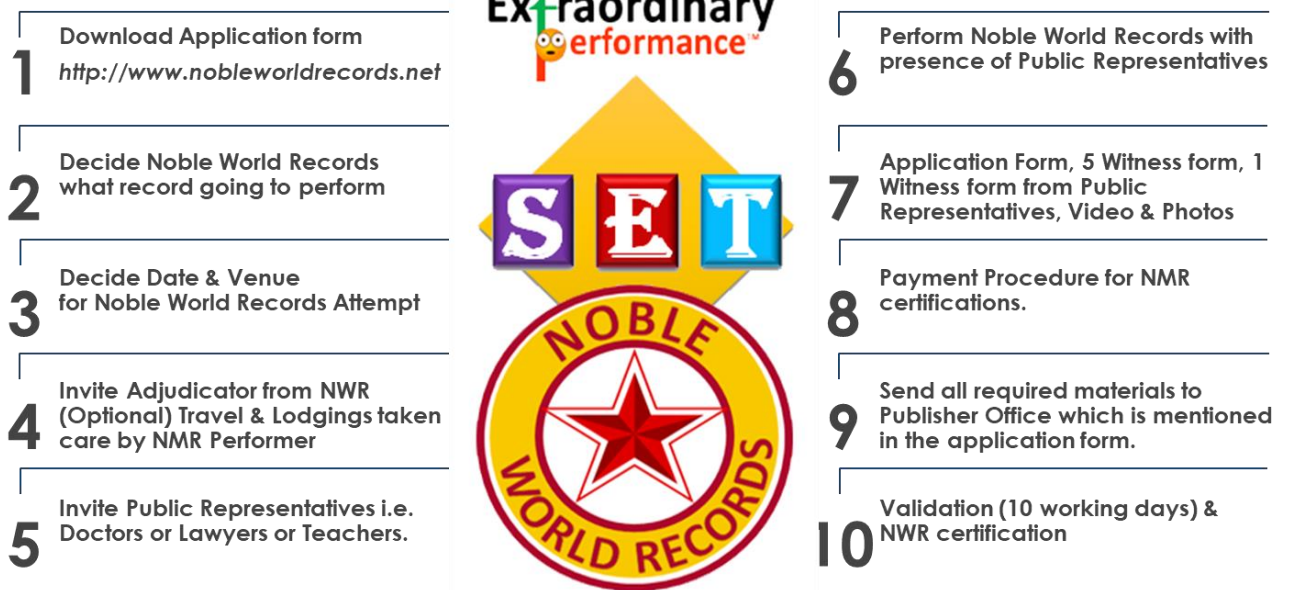 1
Download Application form
http://www.nobleworldrecords.net
2
Decide Noble World Records
what record going to perform
3
Decide Date & Venue
for Noble World Records Attempt
4
Invite Adjudicator from NWR
(Optional) Travel & Lodgings taken
care by NMR Performer
5
Invite Public Representatives i.e.
Doctors or Lawyers or Teachers.
Extraordinary
Performance™
SET
NOBLE
WORLD RECORDS
6
Perform Noble World Records with
presence of Public Representatives
7
Application Form, 5 Witness form, 1
Witness form from Public
Representatives, Video & Photos
8
Payment Procedure for NMR
certifications.
9
Send all required materials to
Publisher Office which is mentioned
in the application form.
10
Validation (10 working days) &
NWR certification